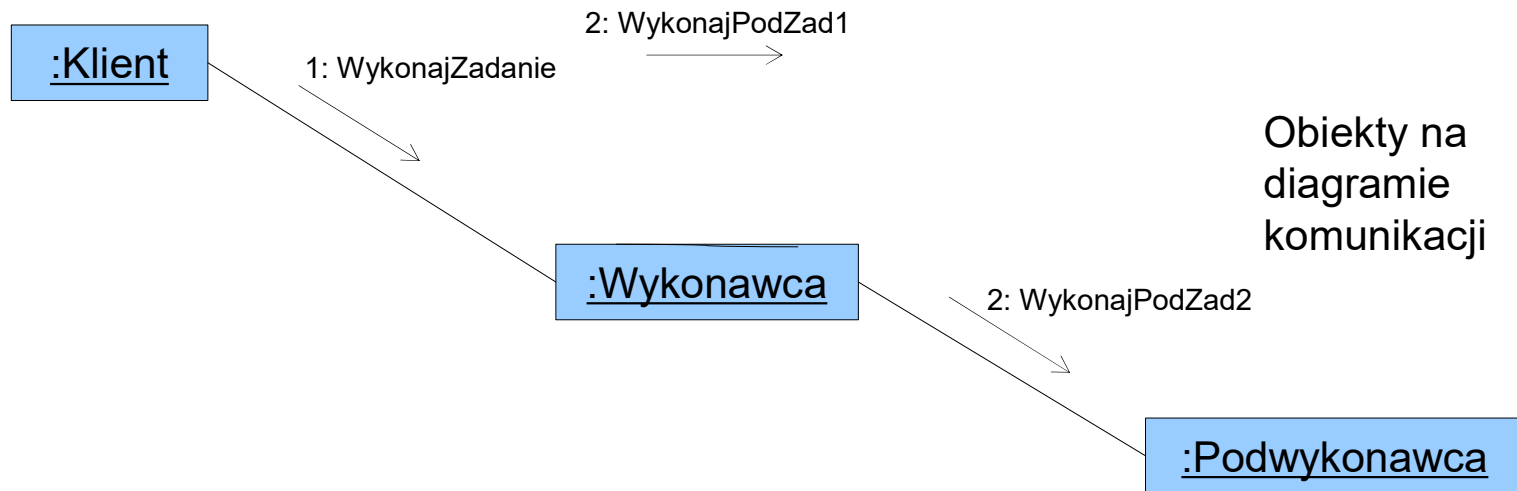 2: WykonajPodZad1
:Klient
1: WykonajZadanie
Obiekty na
diagramie
komunikacji
:Wykonawca
2: WykonajPodZad2
:Podwykonawca